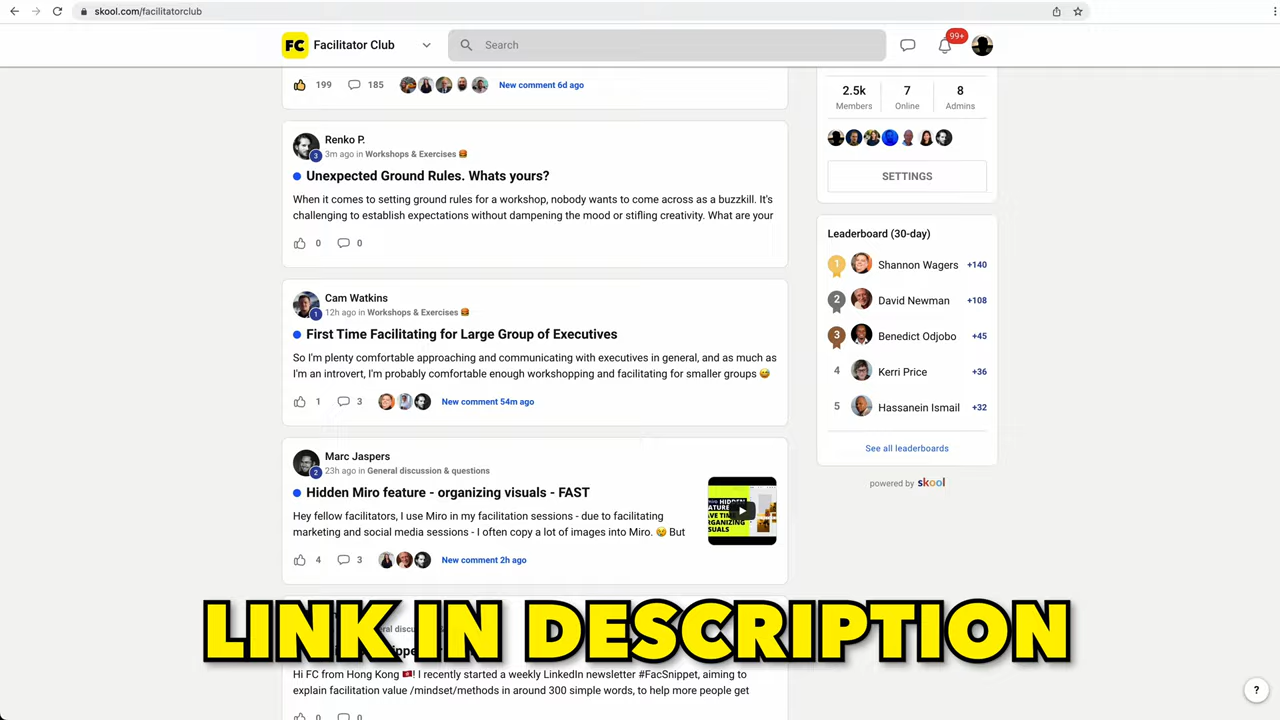 skool.com/facilitatorclub
FC Facilitator Club
Search
99+
199 185 New comment 6d ago
Renko P.
3
3m ago in Workshops & Exercises
Unexpected Ground Rules. Whats yours?
When it comes to setting ground rules for a workshop, nobody wants to come across as a buzzkill. It's
challenging to establish expectations without dampening the mood or stifling creativity. What are your
0 0
Cam Watkins
1
12h ago in Workshops & Exercises
First Time Facilitating for Large Group of Executives
So I'm plenty comfortable approaching and communicating with executives in general, and as much as
I'm an introvert, I'm probably comfortable enough workshopping and facilitating for smaller groups 😅
1 3 New comment 54m ago
Marc Jaspers
2
23h ago in General discussion & questions
Hidden Miro feature - organizing visuals - FAST
Hey fellow facilitators, I use Miro in my facilitation sessions - due to facilitating
marketing and social media sessions - I often copy a lot of images into Miro. 😉 But
4 3 New comment 2h ago
LINK IN DESCRIPTION
Hi FC from Hong Kong 🇭🇰! I recently started a weekly LinkedIn newsletter #FacSnippet, aiming to
explain facilitation value /mindset/methods in around 300 simple words, to help more people get
0 0
2.5k 7 8
Members Online Admins
SETTINGS
Leaderboard (30-day)
1 Shannon Wagers +140
2 David Newman +108
3 Benedict Odjobo +45
4 Kerri Price +36
5 Hassanein Ismail +32
See all leaderboards
powered by skool
?